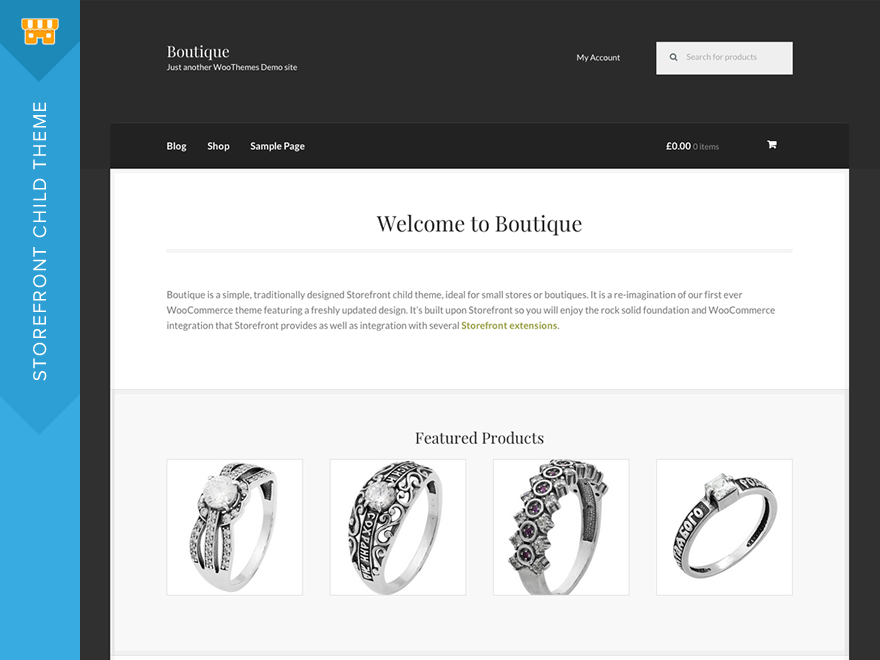 STOREFRONT CHILD THEME
Boutique
Just another WooThemes Demo site
My Account
Search for products
Blog
Shop
Sample Page
£0.00 0 items
Welcome to Boutique
Boutique is a simple, traditionally designed Storefront child theme, ideal for small stores or boutiques. It is a re-imagination of our first ever
WooCommerce theme featuring a freshly updated design. It's built upon Storefront so you will enjoy the rock solid foundation and WooCommerce
integration that Storefront provides as well as integration with several Storefront extensions.
Featured Products